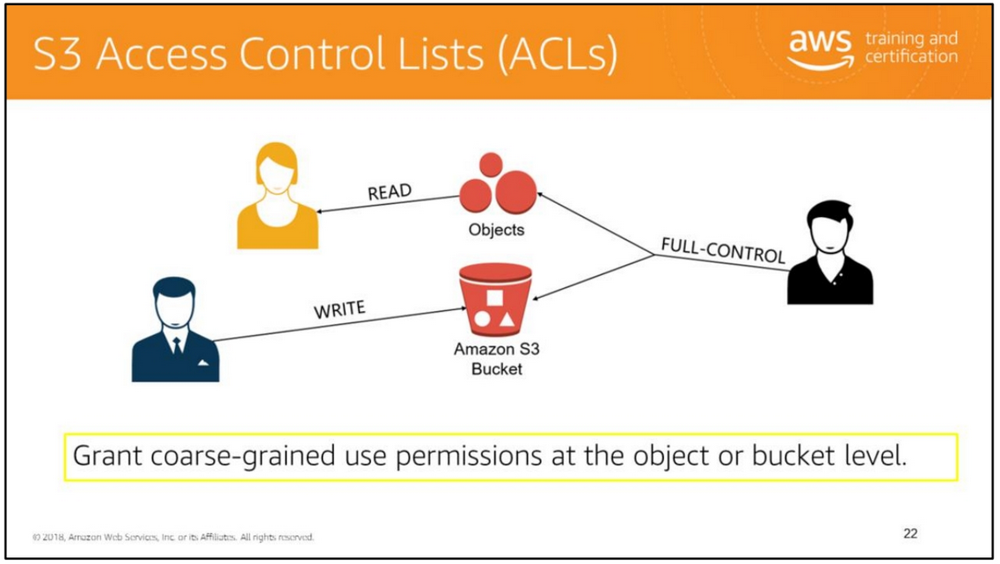 S3 Access Control Lists (ACLs)
aws training and
certification
READ
Objects
FULL-CONTROL
WRITE
Amazon S3
Bucket
Grant coarse-grained use permissions at the object or bucket level.
© 2018, Amazon Web Services, Inc. or its Affiliates. All rights reserved.
22